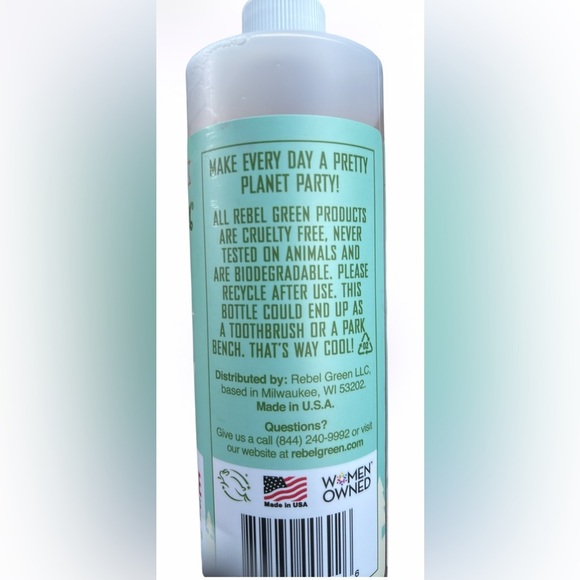 MAKE EVERY DAY A PRETTY
PLANET PARTY!
ALL REBEL GREEN PRODUCTS
ARE CRUELTY FREE, NEVER
TESTED ON ANIMALS AND
ARE BIODEGRADABLE. PLEASE
RECYCLE AFTER USE. THIS
BOTTLE COULD END UP AS
A TOOTHBRUSH OR A PARK
BENCH. THAT'S WAY COOL! 02
Distributed by: Rebel Green LLC,
based in Milwaukee, WI 53202.
Made in U.S.A.
Questions?
Give us a call (844) 240-9992 or visit
our website at rebelgreen.com
Made in USA
WOMEN
OWNED
6